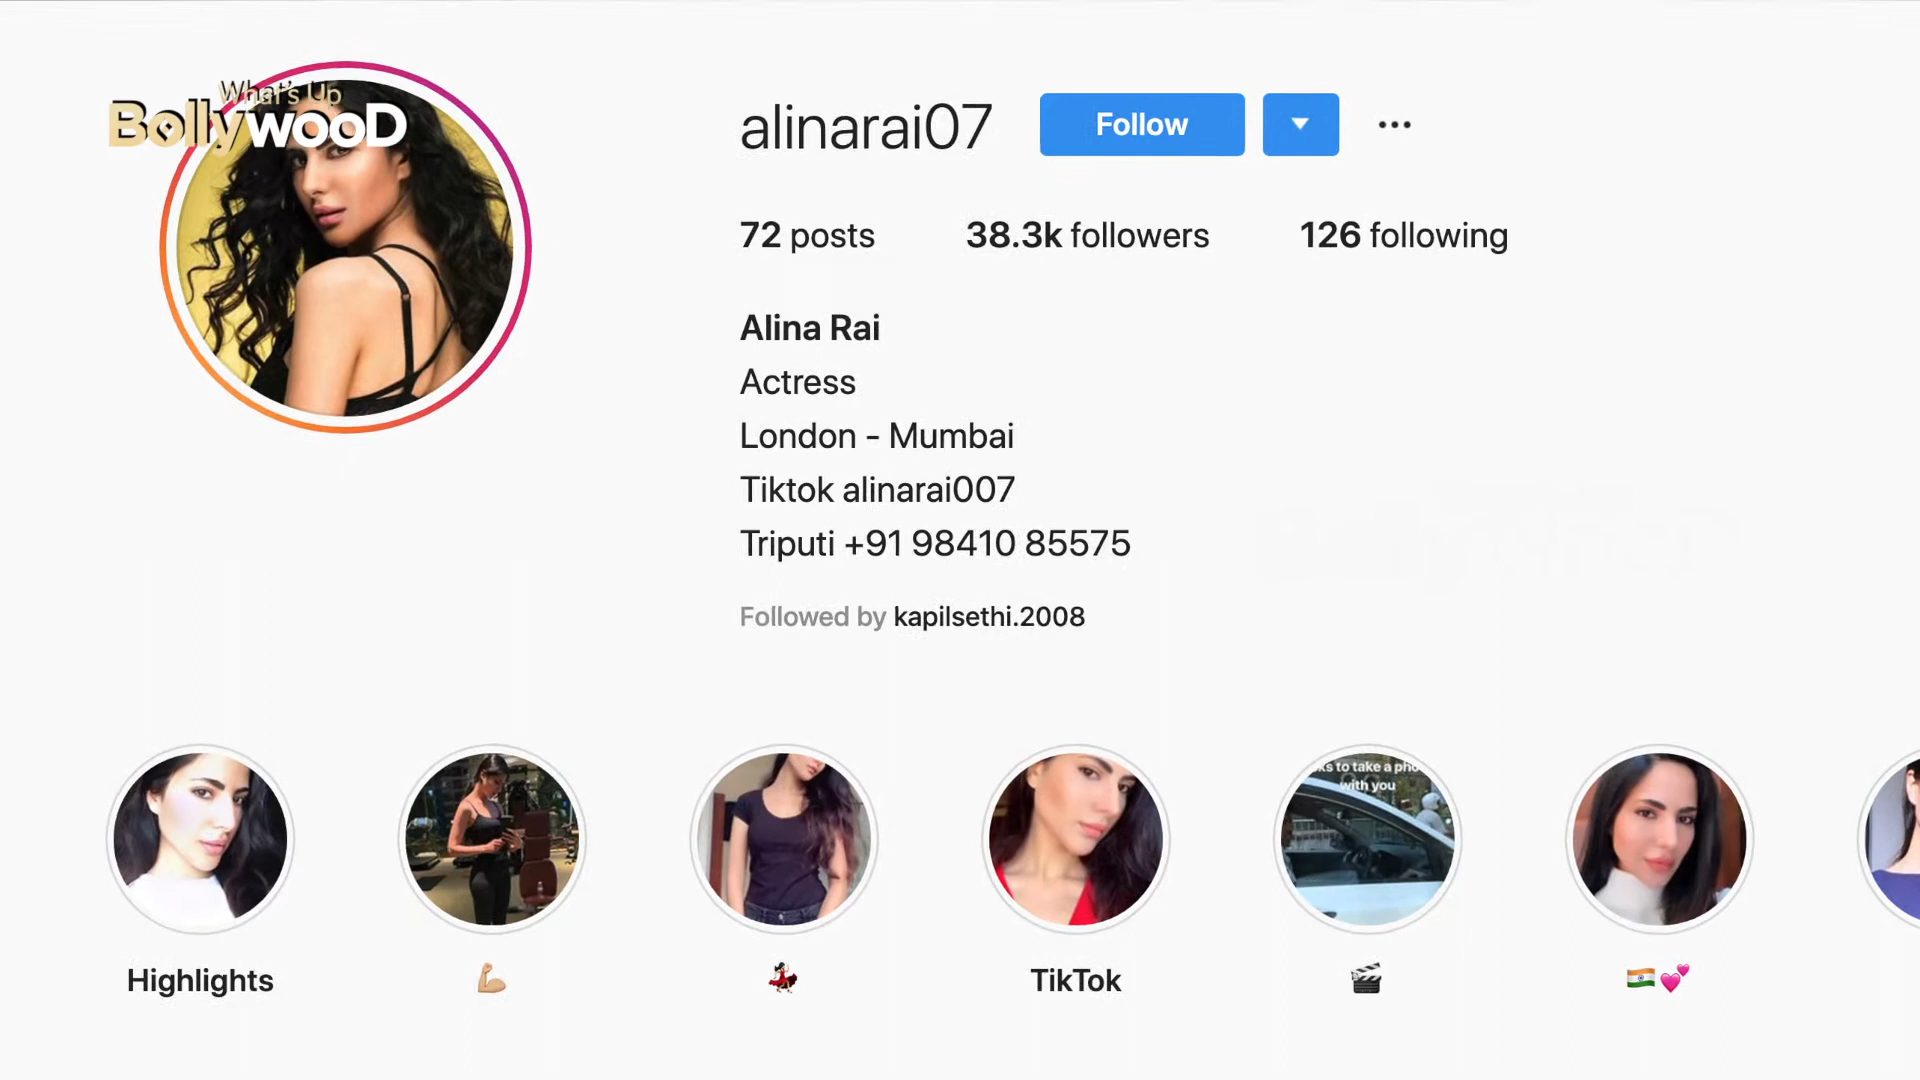 What's Up
BollywooD
alinarai07
Follow
72 posts 38.3k followers 126 following
Alina Rai
Actress
London - Mumbai
Tiktok alinarai007
Triputi +91 98410 85575
Followed by kapilsethi.2008
to take a
with you
Highlights
TikTok